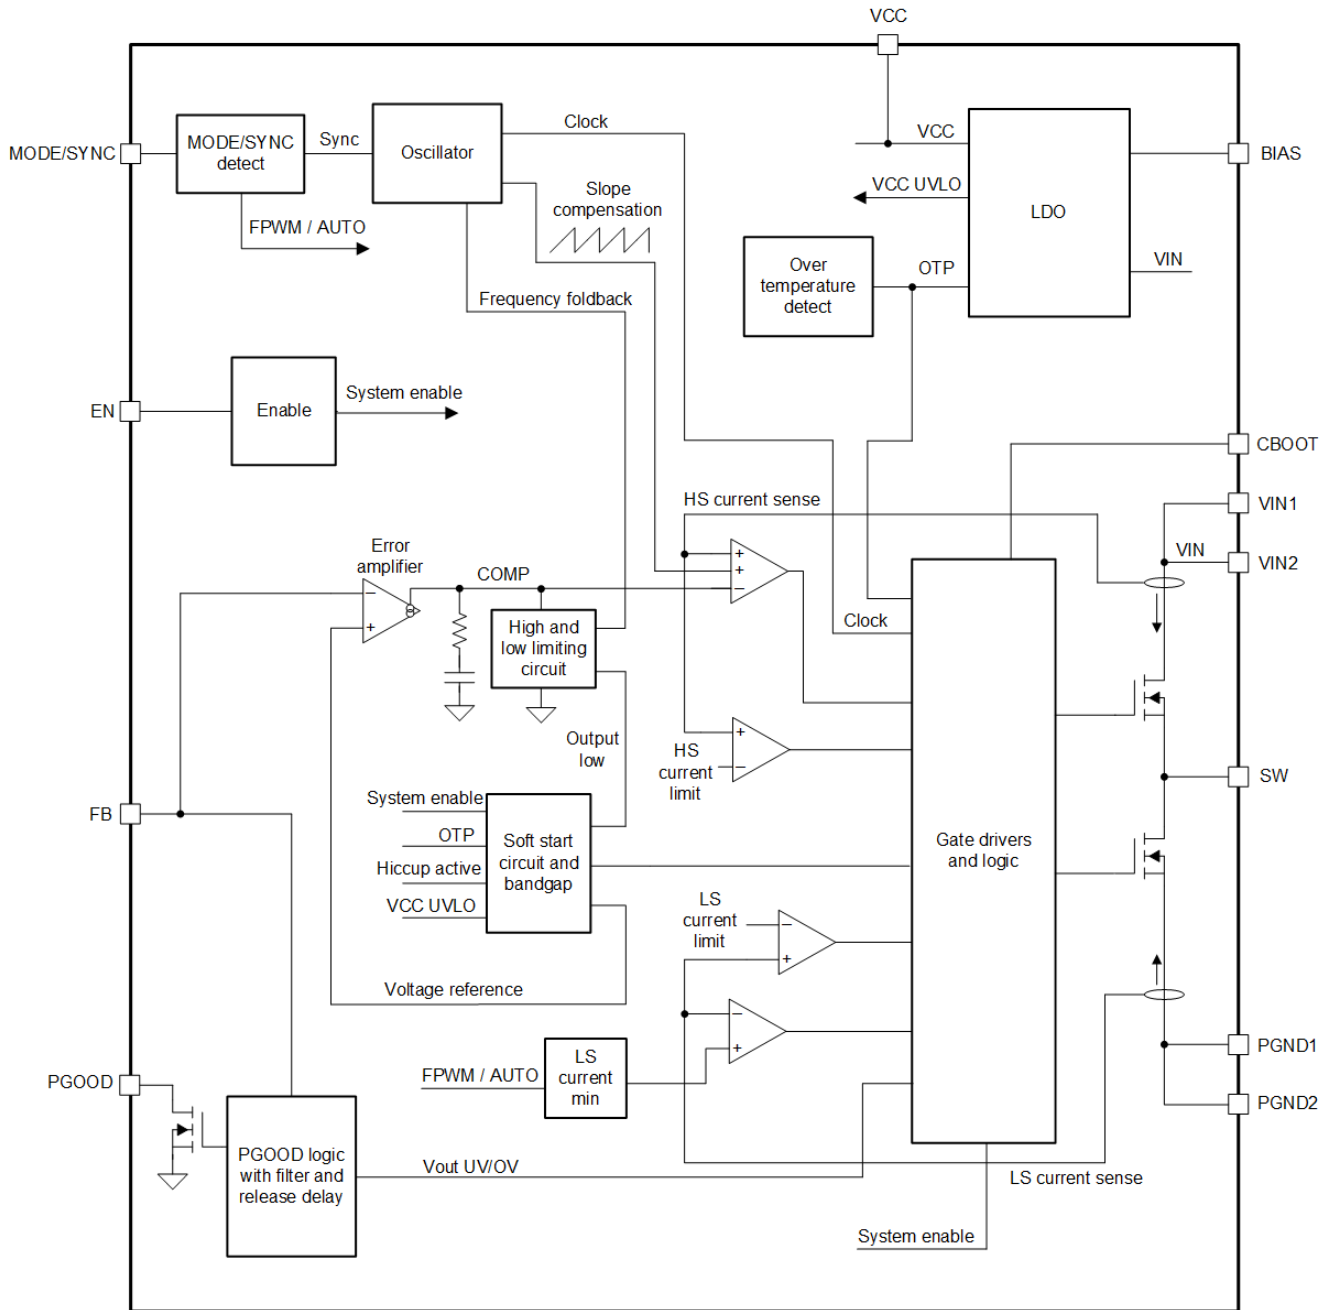 VCC
MODE/SYNC
MODE/SYNC
detect
Sync
Oscillator
Clock
VCC
VCC UVLO
LDO
BIAS
FPWM / AUTO
Slope
compensation
Over
temperature
detect
OTP
VIN
Frequency foldback
EN
Enable
System enable
CBOOT
HS current sense
VIN1
VIN
VIN2
Error
amplifier
COMP
+
+
−
−
+
High and
low limiting
circuit
Clock
Output
low
+
−
HS
current
limit
SW
FB
System enable
OTP
Hiccup active
VCC UVLO
Soft start
circuit and
bandgap
Gate drivers
and logic
LS
current
limit
−
+
Voltage reference
−
+
PGND1
PGOOD
FPWM / AUTO
LS
current
min
PGND2
PGOOD logic
with filter and
release delay
Vout UV/OV
LS current sense
System enable